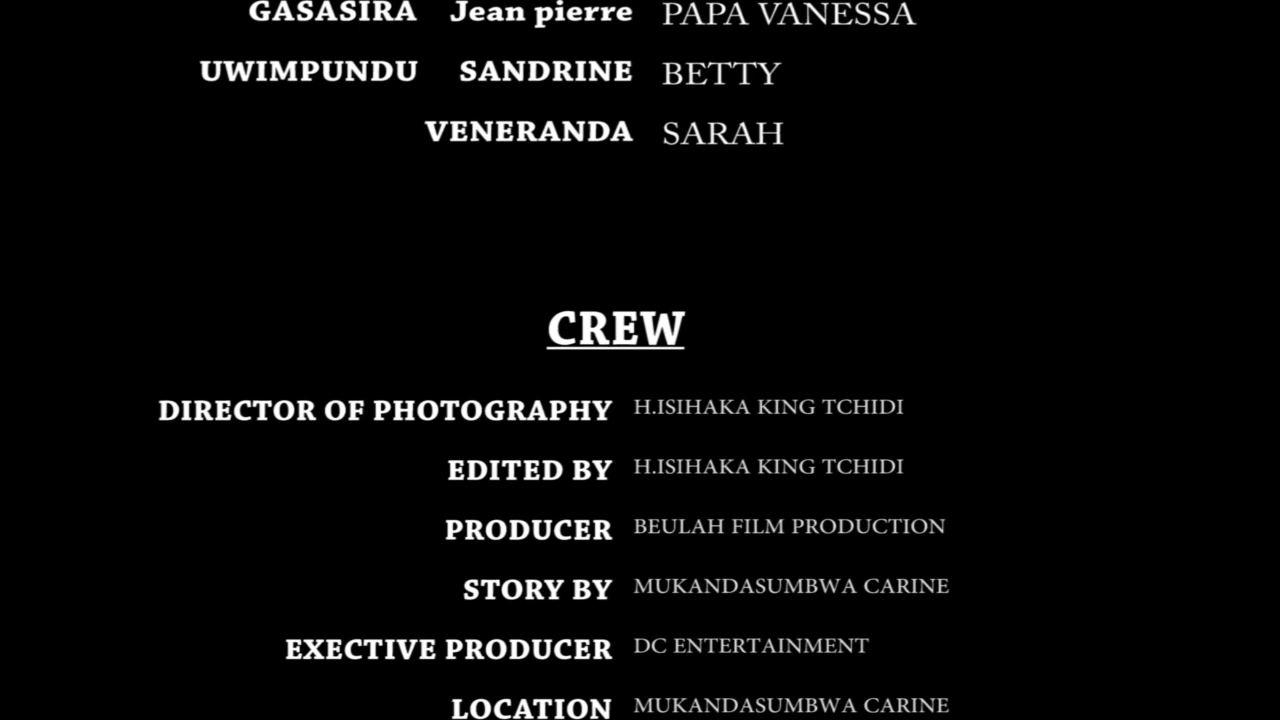 GASASIRA Jean pierre PAPA VANESSA
UWIMPUNDU SANDRINE BETTY
VENERANDA SARAH
CREW
DIRECTOR OF PHOTOGRAPHY H.ISIHAKA KING TCHIDI
EDITED BY H.ISIHAKA KING TCHIDI
PRODUCER BEULAH FILM PRODUCTION
STORY BY MUKANDASUMBWA CARINE
EXECTIVE PRODUCER DC ENTERTAINMENT
LOCATION MUKANDASUMBWA CARINE